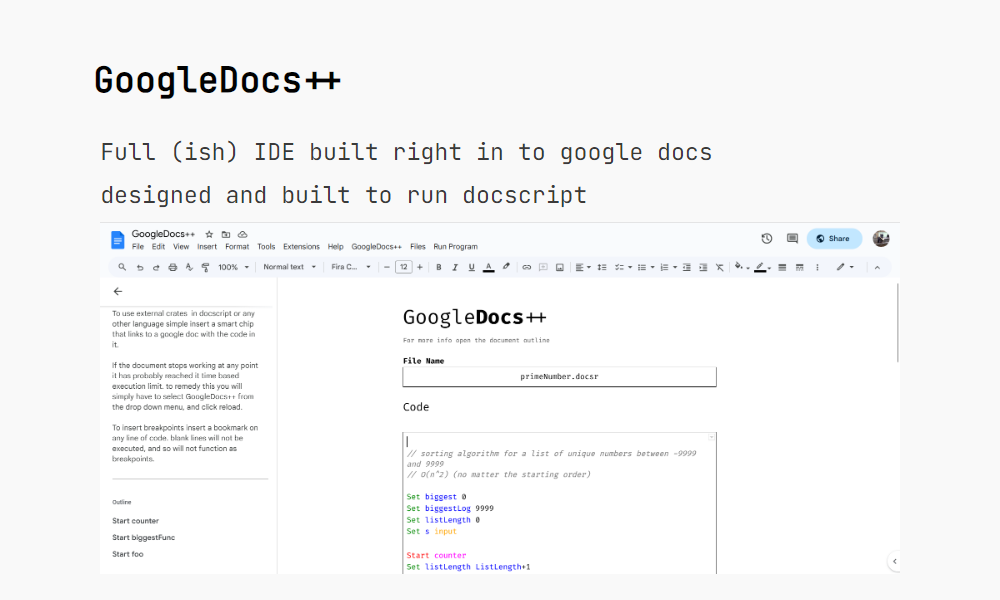 GoogleDocs++
Full (ish) IDE built right in to google docs
designed and built to run docscript
GoogleDocs++
File Edit View Insert Format Tools Extensions Help GoogleDocs++ Files Run Program
Share
100% Normal text Fira C... 12
To use external crates in docscript or any
other language simple insert a smart chip
that links to a google doc with the code in
it.
If the document stops working at any point
it has probably reached it time based
execution limit. to remedy this you will
simply have to select GoogleDocs++ from
the drop down menu, and click reload.
To insert breakpoints insert a bookmark on
any line of code. blank lines will not be
executed, and so will not function as
breakpoints.
Outline
Start counter
Start biggestFunc
Start foo
GoogleDocs++
For more info open the document outline
File Name
primeNumber.docsr
Code
// sorting algorithm for a list of unique numbers between -9999
and 9999
// O(n^2) (no matter the starting order)
Set biggest 0
Set biggestLog 9999
Set listLength 0
Set s input
Start counter
Set listLength ListLength+1